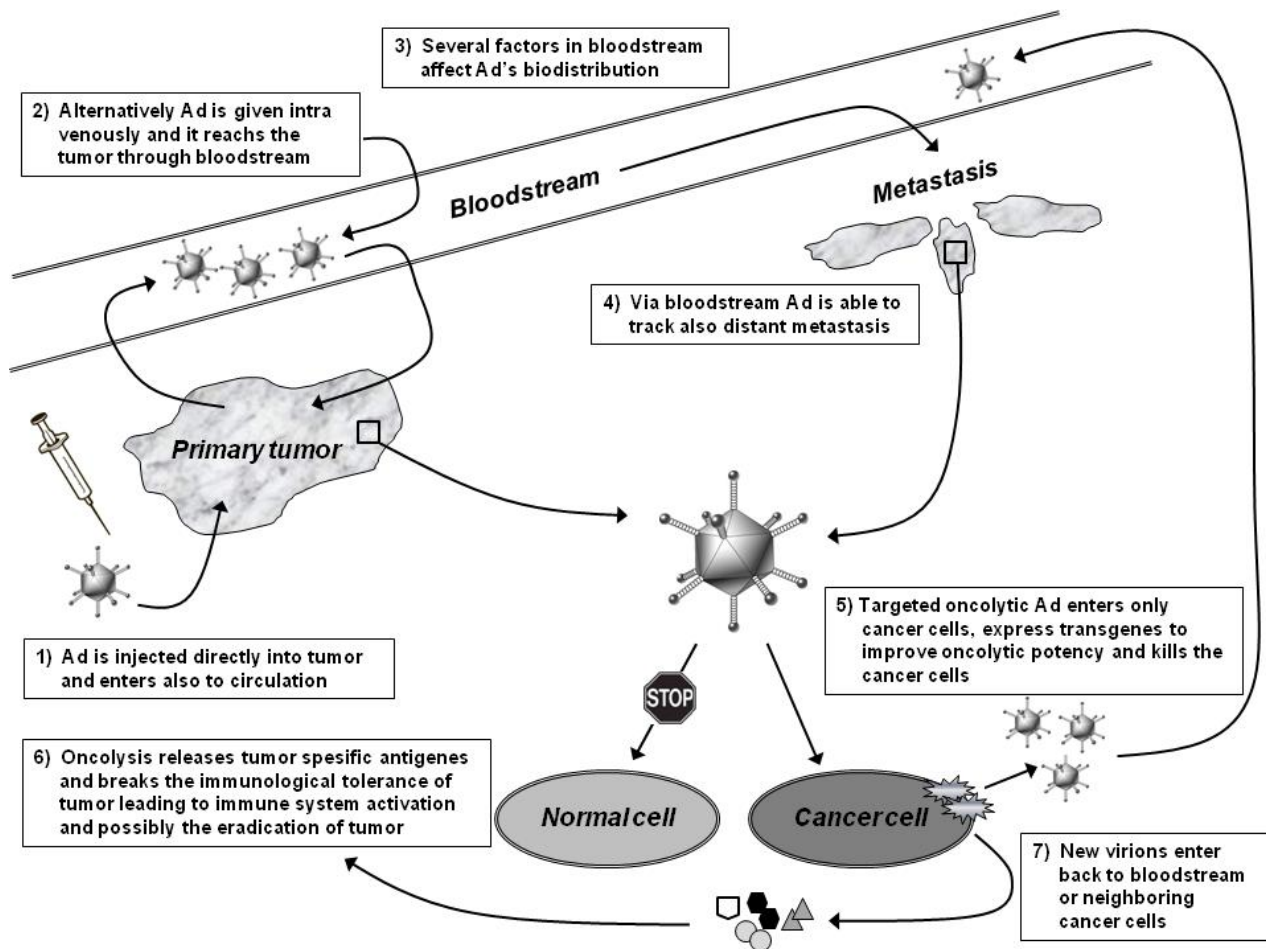 3) Several factors in bloodstream
affect Ad's biodistribution
2) Alternatively Ad is given intra
venously and it reachs the
tumor through bloodstream
Bloodstream
Metastasis
4) Via bloodstream Ad is able to
track also distant metastasis
Primary tumor
1) Ad is injected directly into tumor
and enters also to circulation
5) Targeted oncolytic Ad enters only
cancer cells, express transgenes to
improve oncolytic potency and kills the
cancer cells
STOP
6) Oncolysis releases tumor spesific antigenes
and breaks the immunological tolerance of
tumor leading to immune system activation
and possibly the eradication of tumor
Normal cell
Cancer cell
7) New virions enter
back to bloodstream
or neighboring
cancer cells